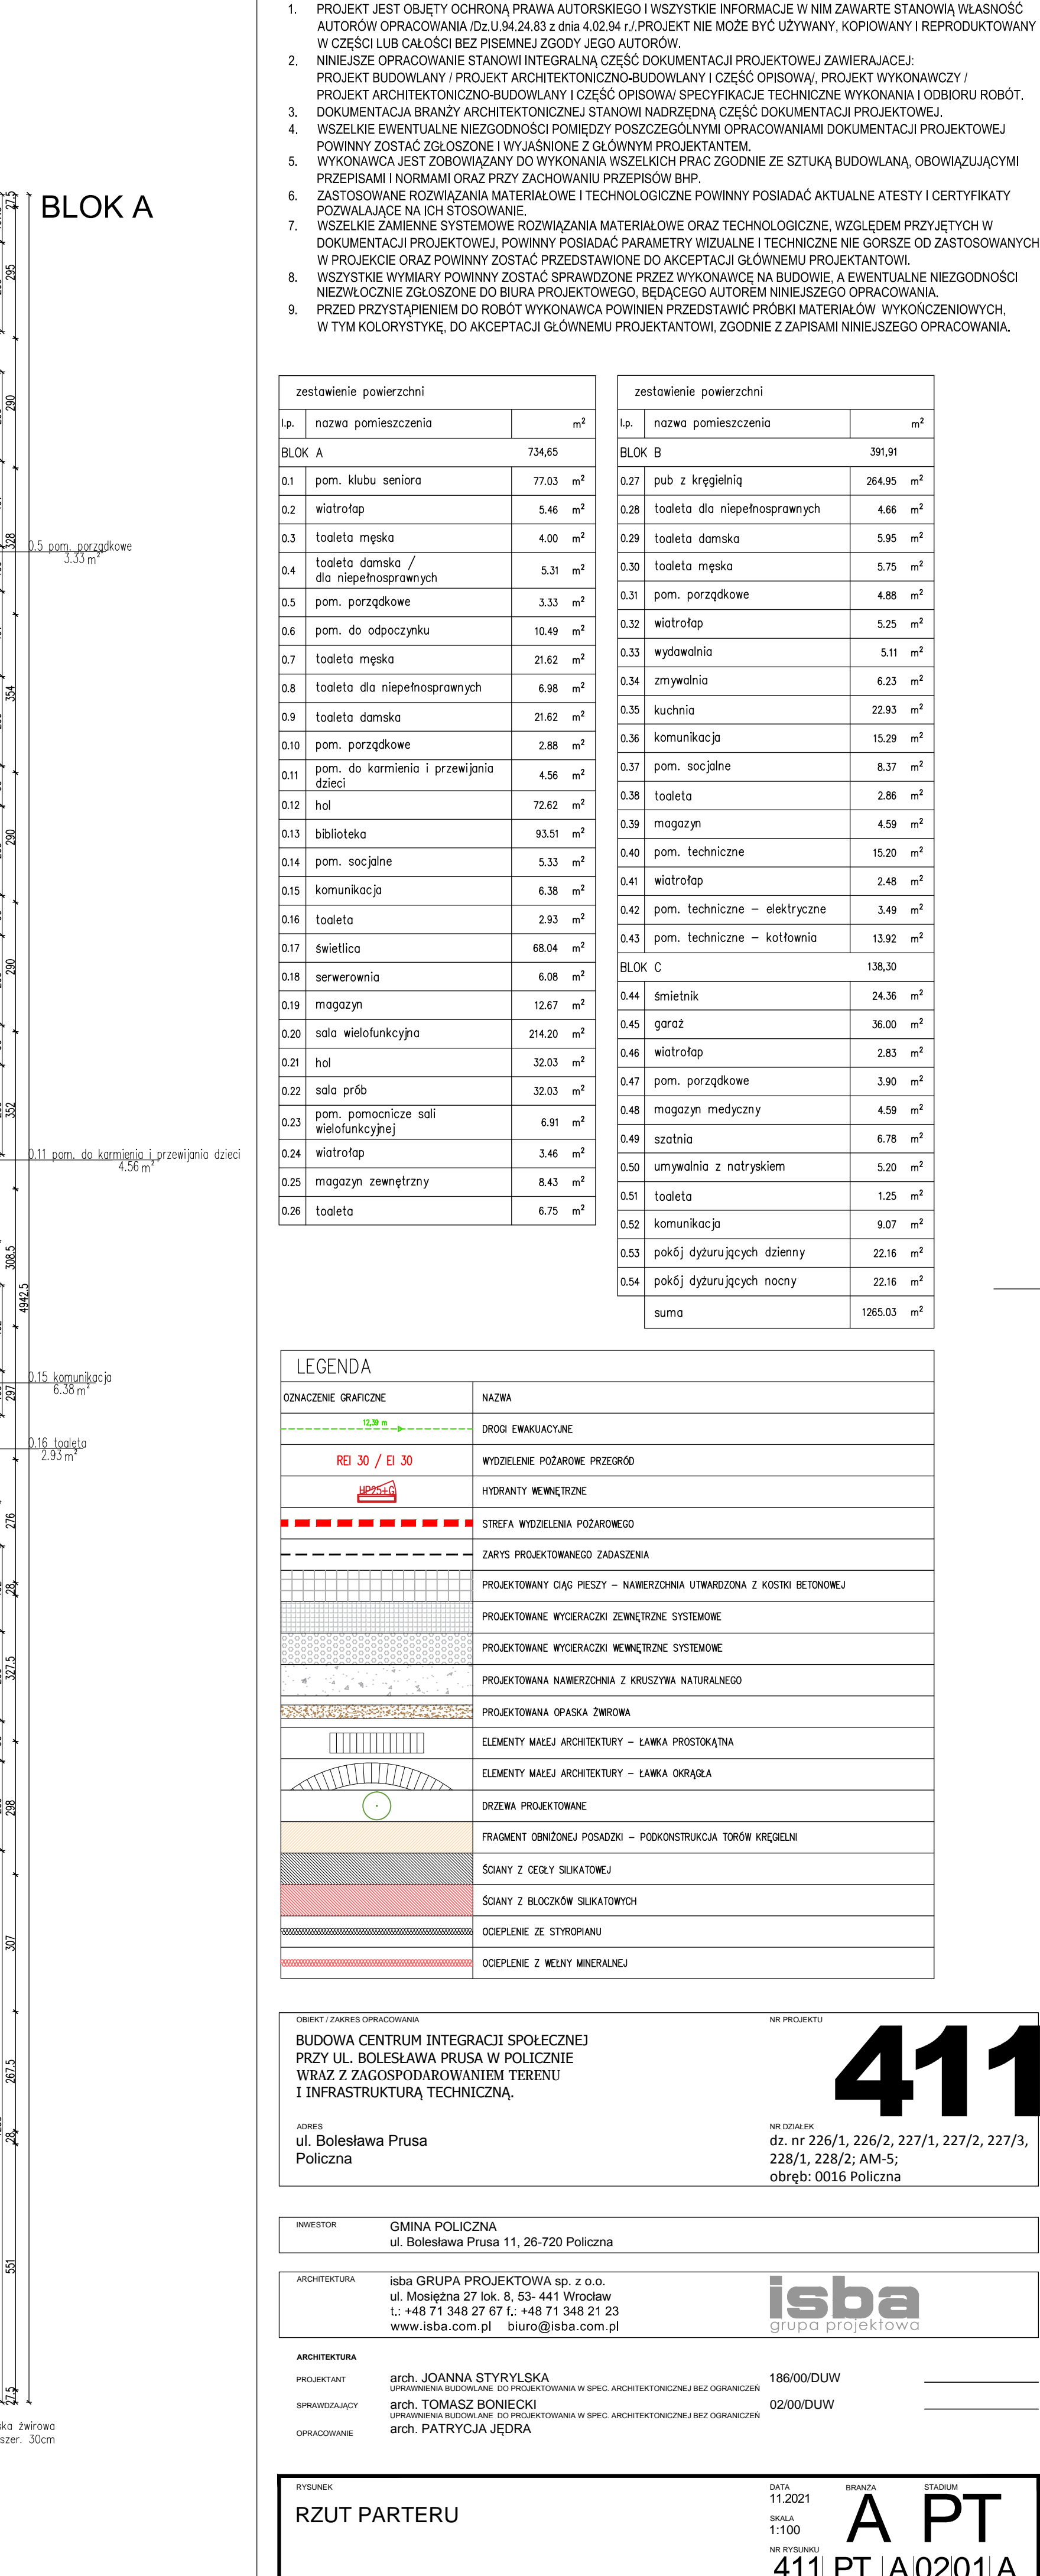 1. PROJEKT JEST OBJĘTY OCHRONĄ PRAWA AUTORSKIEGO I WSZYSTKIE INFORMACJE W NIM ZAWARTE STANOWIĄ WŁASNOŚĆ
AUTORÓW OPRACOWANIA /Dz.U.94.24.83 z dnia 4.02.94 r./.PROJEKT NIE MOŻE BYĆ UŻYWANY, KOPIOWANY I REPRODUKTOWANY
W CZĘŚCI LUB CAŁOŚCI BEZ PISEMNEJ ZGODY JEGO AUTORÓW.
2. NINIEJSZE OPRACOWANIE STANOWI INTEGRALNĄ CZĘŚĆ DOKUMENTACJI PROJEKTOWEJ ZAWIERAJACEJ:
PROJEKT BUDOWLANY / PROJEKT ARCHITEKTONICZNO-BUDOWLANY I CZĘŚĆ OPISOWA/, PROJEKT WYKONAWCZY /
PROJEKT ARCHITEKTONICZNO-BUDOWLANY I CZĘŚĆ OPISOWA/ SPECYFIKACJE TECHNICZNE WYKONANIA I ODBIORU ROBÓT.
3. DOKUMENTACJA BRANŻY ARCHITEKTONICZNEJ STANOWI NADRZĘDNĄ CZĘŚĆ DOKUMENTACJI PROJEKTOWEJ.
4. WSZELKIE EWENTUALNE NIEZGODNOŚCI POMIĘDZY POSZCZEGÓLNYMI OPRACOWANIAMI DOKUMENTACJI PROJEKTOWEJ
POWINNY ZOSTAĆ ZGŁOSZONE I WYJAŚNIONE Z GŁÓWNYM PROJEKTANTEM.
5. WYKONAWCA JEST ZOBOWIĄZANY DO WYKONANIA WSZELKICH PRAC ZGODNIE ZE SZTUKĄ BUDOWLANĄ, OBOWIĄZUJĄCYMI
PRZEPISAMI I NORMAMI ORAZ PRZY ZACHOWANIU PRZEPISÓW BHP.
6. ZASTOSOWANE ROZWIĄZANIA MATERIAŁOWE I TECHNOLOGICZNE POWINNY POSIADAĆ AKTUALNE ATESTY I CERTYFIKATY
POZWALAJĄCE NA ICH STOSOWANIE.
7. WSZELKIE ZAMIENNE SYSTEMOWE ROZWIĄZANIA MATERIAŁOWE ORAZ TECHNOLOGICZNE, WZGLĘDEM PRZYJĘTYCH W
DOKUMENTACJI PROJEKTOWEJ, POWINNY POSIADAĆ PARAMETRY WIZUALNE I TECHNICZNE NIE GORSZE OD ZASTOSOWANYCH
W PROJEKCIE ORAZ POWINNY ZOSTAĆ PRZEDSTAWIONE DO AKCEPTACJI GŁÓWNEMU PROJEKTANTOWI.
8. WSZYSTKIE WYMIARY POWINNY ZOSTAĆ SPRAWDZONE PRZEZ WYKONAWCĘ NA BUDOWIE, A EWENTUALNE NIEZGODNOŚCI
NIEZWŁOCZNIE ZGŁOSZONE DO BIURA PROJEKTOWEGO, BĘDĄCEGO AUTOREM NINIEJSZEGO OPRACOWANIA.
9. PRZED PRZYSTĄPIENIEM DO ROBÓT WYKONAWCA POWINIEN PRZEDSTAWIĆ PRÓBKI MATERIAŁÓW WYKOŃCZENIOWYCH,
W TYM KOLORYSTYKĘ, DO AKCEPTACJI GŁÓWNEMU PROJEKTANTOWI, ZGODNIE Z ZAPISAMI NINIEJSZEGO OPRACOWANIA.
BLOK A
27.5
295
290
328
354
290
290
352
308.5
4942.5
297
276
28
327.5
298
307
267.5
28
551
27.5
0.5 pom. porządkowe
3.33 m²
0.11 pom. do karmienia i przewijania dzieci
4.56 m²
0.15 komunikacja
6.38 m²
0.16 toaleta
2.93 m²
żwirowa
szer. 30cm
zestawienie powierzchni
l.p. nazwa pomieszczenia m²
BLOK A 734,65
0.1 pom. klubu seniora 77.03 m²
0.2 wiatrołap 5.46 m²
0.3 toaleta męska 4.00 m²
0.4 toaleta damska / 5.31 m²
dla niepełnosprawnych
0.5 pom. porządkowe 3.33 m²
0.6 pom. do odpoczynku 10.49 m²
0.7 toaleta męska 21.62 m²
0.8 toaleta dla niepełnosprawnych 6.98 m²
0.9 toaleta damska 21.62 m²
0.10 pom. porządkowe 2.88 m²
0.11 pom. do karmienia i przewijania 4.56 m²
dzieci
0.12 hol 72.62 m²
0.13 biblioteka 93.51 m²
0.14 pom. socjalne 5.33 m²
0.15 komunikacja 6.38 m²
0.16 toaleta 2.93 m²
0.17 świetlica 68.04 m²
0.18 serwerownia 6.08 m²
0.19 magazyn 12.67 m²
0.20 sala wielofunkcyjna 214.20 m²
0.21 hol 32.03 m²
0.22 sala prób 32.03 m²
0.23 pom. pomocnicze sali 6.91 m²
wielofunkcyjnej
0.24 wiatrołap 3.46 m²
0.25 magazyn zewnętrzny 8.43 m²
0.26 toaleta 6.75 m²
zestawienie powierzchni
l.p. nazwa pomieszczenia m²
BLOK B 391,91
0.27 pub z kręgielnią 264.95 m²
0.28 toaleta dla niepełnosprawnych 4.66 m²
0.29 toaleta damska 5.95 m²
0.30 toaleta męska 5.75 m²
0.31 pom. porządkowe 4.88 m²
0.32 wiatrołap 5.25 m²
0.33 wydawalnia 5.11 m²
0.34 zmywalnia 6.23 m²
0.35 kuchnia 22.93 m²
0.36 komunikacja 15.29 m²
0.37 pom. socjalne 8.37 m²
0.38 toaleta 2.86 m²
0.39 magazyn 4.59 m²
0.40 pom. techniczne 15.20 m²
0.41 wiatrołap 2.48 m²
0.42 pom. techniczne – elektryczne 3.49 m²
0.43 pom. techniczne – kotłownia 13.92 m²
BLOK C 138,30
0.44 śmietnik 24.36 m²
0.45 garaż 36.00 m²
0.46 wiatrołap 2.83 m²
0.47 pom. porządkowe 3.90 m²
0.48 magazyn medyczny 4.59 m²
0.49 szatnia 6.78 m²
0.50 umywalnia z natryskiem 5.20 m²
0.51 toaleta 1.25 m²
0.52 komunikacja 9.07 m²
0.53 pokój dyżurujących dzienny 22.16 m²
0.54 pokój dyżurujących nocny 22.16 m²
suma 1265.03 m²
LEGENDA
OZNACZENIE GRAFICZNE NAZWA
12,39 m DROGI EWAKUACYJNE
REI 30 / EI 30 WYDZIELENIE POŻAROWE PRZEGRÓD
HP25+G HYDRANTY WEWNĘTRZNE
STREFA WYDZIELENIA POŻAROWEGO
ZARYS PROJEKTOWANEGO ZADASZENIA
PROJEKTOWANY CIĄG PIESZY – NAWIERZCHNIA UTWARDZONA Z KOSTKI BETONOWEJ
PROJEKTOWANE WYCIERACZKI ZEWNĘTRZNE SYSTEMOWE
PROJEKTOWANE WYCIERACZKI WEWNĘTRZNE SYSTEMOWE
PROJEKTOWANA NAWIERZCHNIA Z KRUSZYWA NATURALNEGO
PROJEKTOWANA OPASKA ŻWIROWA
ELEMENTY MAŁEJ ARCHITEKTURY – ŁAWKA PROSTOKĄTNA
ELEMENTY MAŁEJ ARCHITEKTURY – ŁAWKA OKRĄGŁA
DRZEWA PROJEKTOWANE
FRAGMENT OBNIŻONEJ POSADZKI – PODKONSTRUKCJA TORÓW KRĘGIELNI
ŚCIANY Z CEGŁY SILIKATOWEJ
ŚCIANY Z BLOCZKÓW SILIKATOWYCH
OCIEPLENIE ZE STYROPIANU
OCIEPLENIE Z WEŁNY MINERALNEJ
OBIEKT / ZAKRES OPRACOWANIA
BUDOWA CENTRUM INTEGRACJI SPOŁECZNEJ
PRZY UL. BOLESŁAWA PRUSA W POLICZNIE
WRAZ Z ZAGOSPODAROWANIEM TERENU
I INFRASTRUKTURĄ TECHNICZNĄ.
NR PROJEKTU
411
ADRES
ul. Bolesława Prusa
Policzna
NR DZIAŁEK
dz. nr 226/1, 226/2, 227/1, 227/2, 227/3,
228/1, 228/2; AM-5;
obręb: 0016 Policzna
INWESTOR GMINA POLICZNA
ul. Bolesława Prusa 11, 26-720 Policzna
ARCHITEKTURA isba GRUPA PROJEKTOWA sp. z o.o.
ul. Mosiężna 27 lok. 8, 53- 441 Wrocław
t.: +48 71 348 27 67 f.: +48 71 348 21 23
www.isba.com.pl biuro@isba.com.pl
isba
grupa projektowa
ARCHITEKTURA
PROJEKTANT arch. JOANNA STYRYLSKA 186/00/DUW
UPRAWNIENIA BUDOWLANE DO PROJEKTOWANIA W SPEC. ARCHITEKTONICZNEJ BEZ OGRANICZEŃ
SPRAWDZAJĄCY arch. TOMASZ BONIECKI 02/00/DUW
UPRAWNIENIA BUDOWLANE DO PROJEKTOWANIA W SPEC. ARCHITEKTONICZNEJ BEZ OGRANICZEŃ
OPRACOWANIE arch. PATRYCJA JĘDRA
RYSUNEK
RZUT PARTERU
DATA
11.2021
BRANŻA
A
STADIUM
PT
SKALA
1:100
NR RYSUNKU
411 PT A 02 01 A